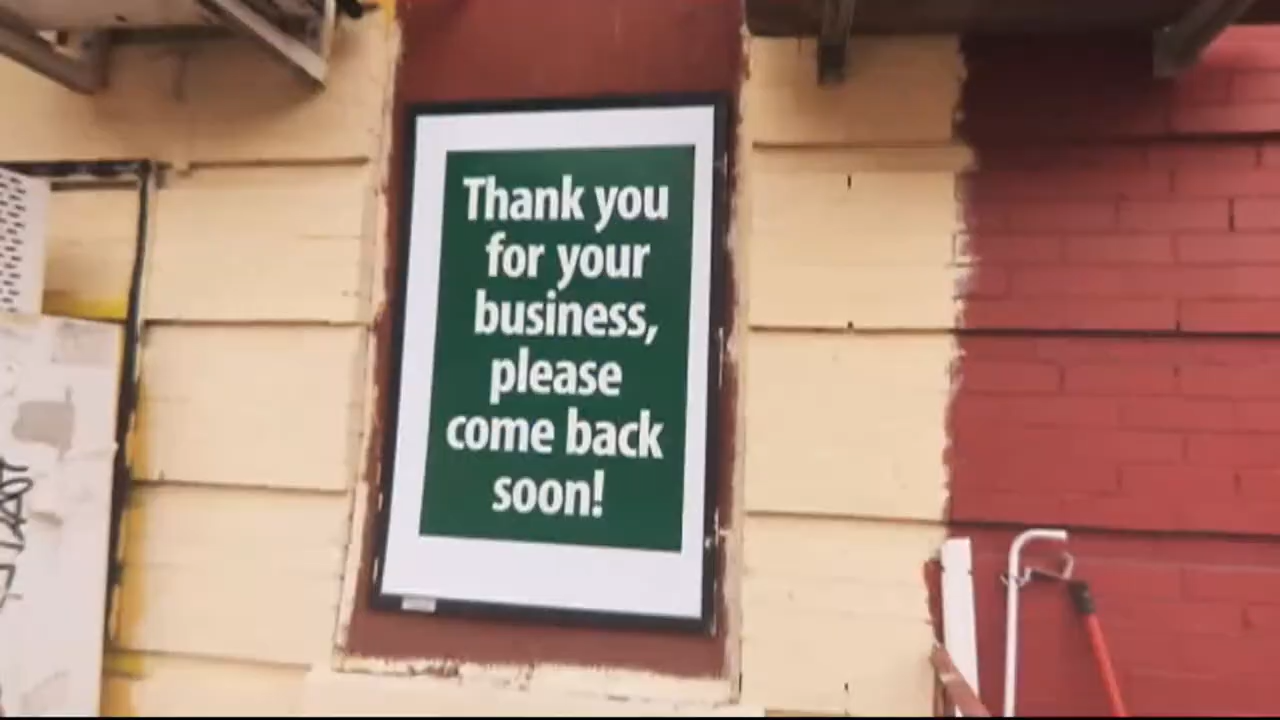 Thank you
for your
business,
please
come back
soon!